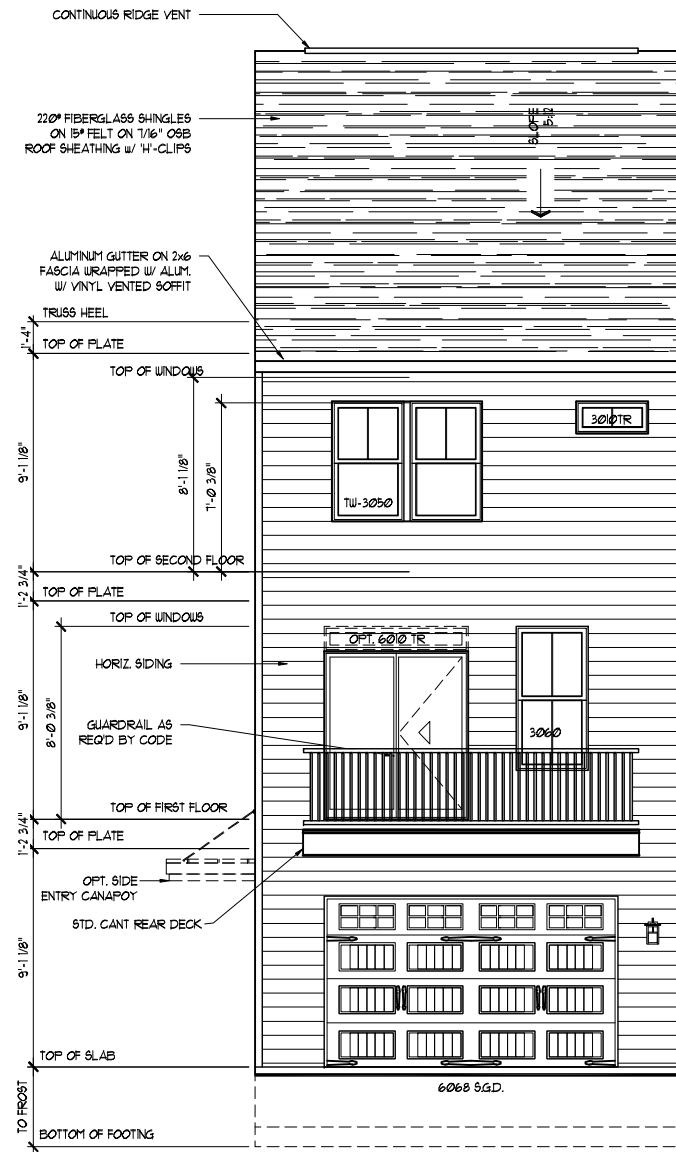 CONTINUOUS RIDGE VENT
220# FIBERGLASS SHINGLES
ON 15# FELT ON 7/16" OSB
ROOF SHEATHING W/ 'H'-CLIPS
SLOPE
5:12
ALUMINUM GUTTER ON 2x6
FASCIA WRAPPED W/ ALUM.
W/ VINYL VENTED SOFFIT
TRUSS HEEL
1'-4"
TOP OF PLATE
TOP OF WINDOWS
3010TR
9'-1 1/8"
8'-1 1/8"
7'-0 3/8"
TW-3050
TOP OF SECOND FLOOR
1'-2 3/4"
TOP OF PLATE
TOP OF WINDOWS
OPT. 6010 TR
HORIZ. SIDING
9'-1 1/8"
8'-0 3/8"
GUARDRAIL AS
REQ'D BY CODE
3060
TOP OF FIRST FLOOR
1'-2 3/4"
TOP OF PLATE
OPT. SIDE
ENTRY CANAPOY
STD. CANT REAR DECK
9'-1 1/8"
TOP OF SLAB
6068 S.G.D.
TO FROST
BOTTOM OF FOOTING